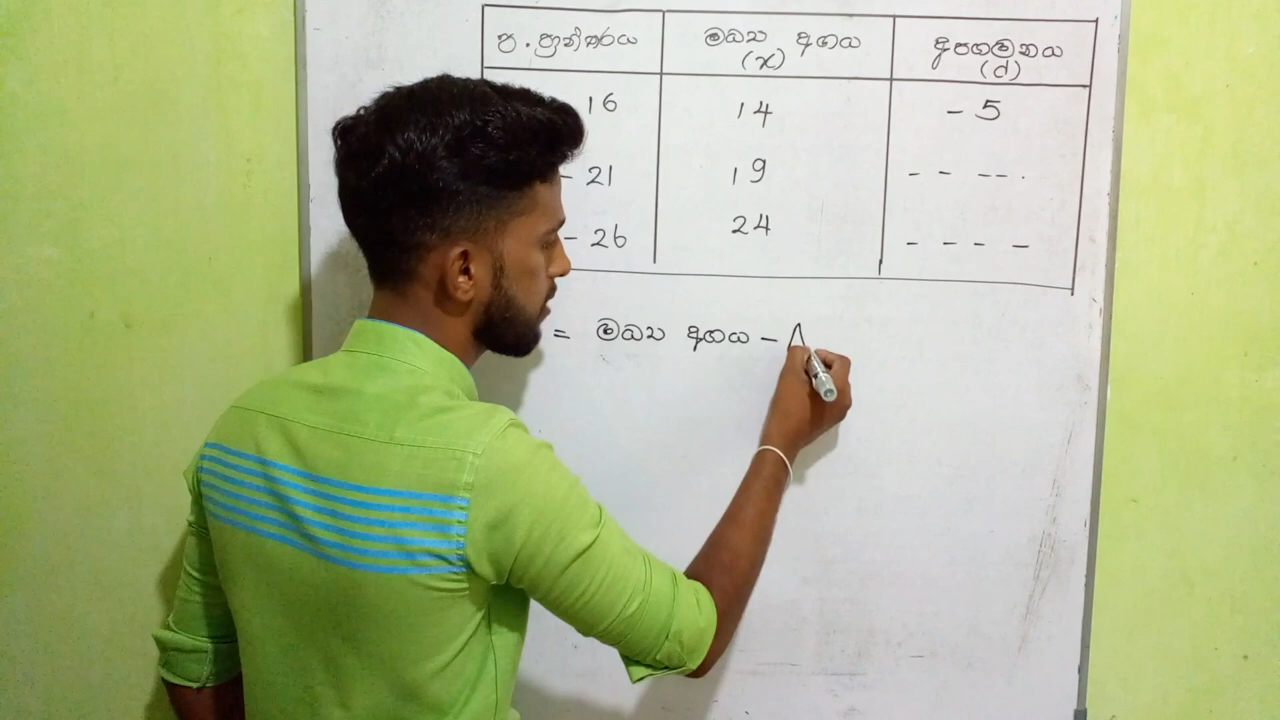 ප.ප්‍රාන්තරය මධ්‍ය අගය (x) අපගමනය (d)
16 14 - 5
- 21 19 - - - - .
- 26 24 - - - -
= මධ්‍ය අගය - A